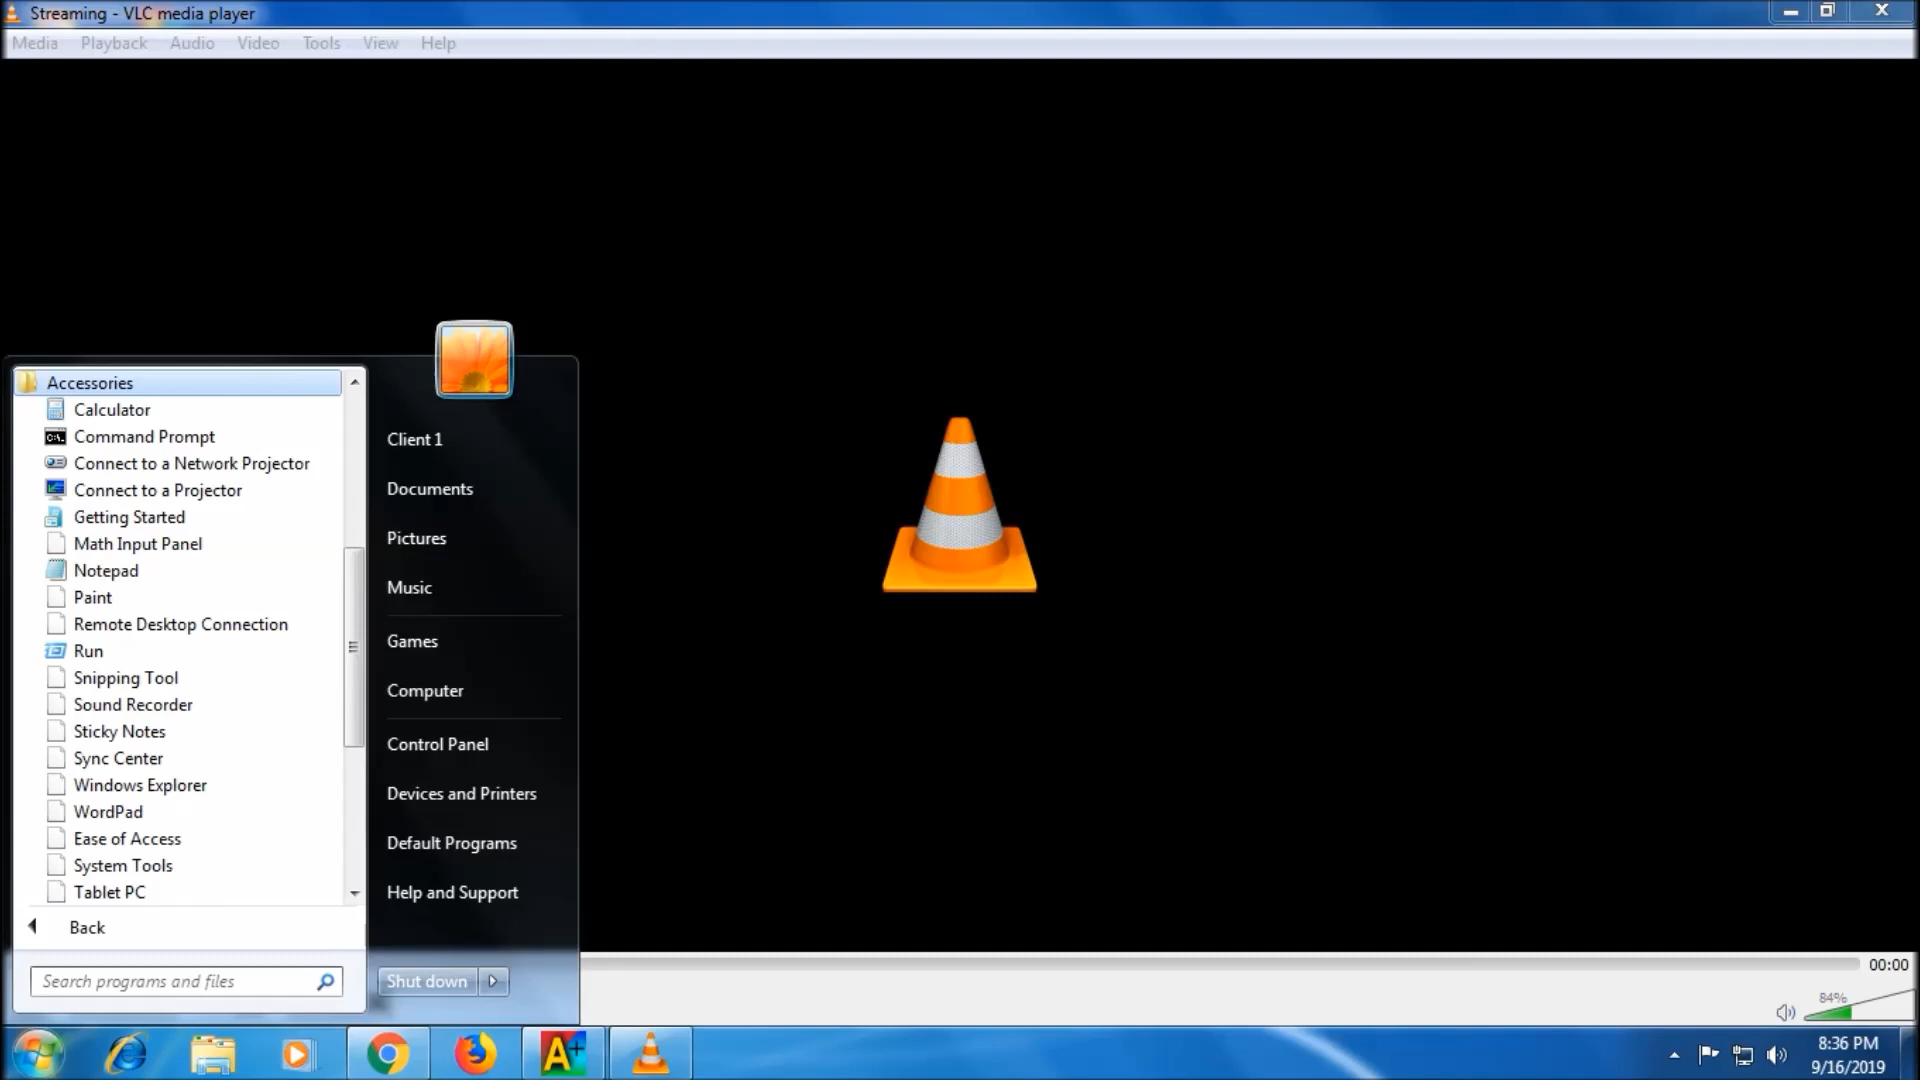 Streaming - VLC media player
Media Playback Audio Video Tools View Help
Accessories
Calculator
Command Prompt
Connect to a Network Projector
Connect to a Projector
Getting Started
Math Input Panel
Notepad
Paint
Remote Desktop Connection
Run
Snipping Tool
Sound Recorder
Sticky Notes
Sync Center
Windows Explorer
WordPad
Ease of Access
System Tools
Tablet PC
Back
Search programs and files
Client 1
Documents
Pictures
Music
Games
Computer
Control Panel
Devices and Printers
Default Programs
Help and Support
Shut down
00:00
84%
A+
8:36 PM
9/16/2019